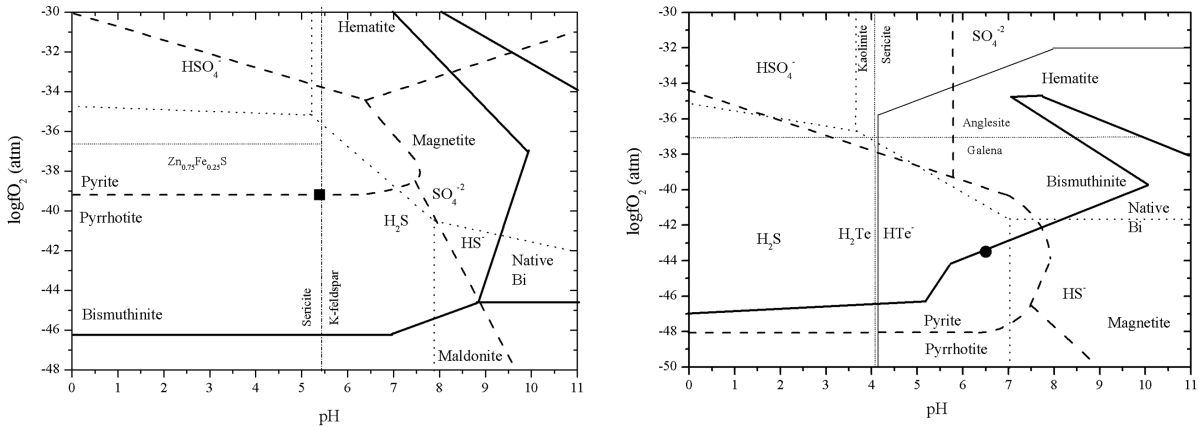 -30
-32
-34
-36
-38
-40
-42
-44
-46
-48
logfO2 (atm)
0 1 2 3 4 5 6 7 8 9 10 11
pH
Hematite
HSO4-
Magnetite
Zn0.75Fe0.25S
Pyrite
Pyrrhotite
SO4-2
H2S
HS-
Native
Bi
Sericite
K-feldspar
Bismuthinite
Maldonite
-30
-32
-34
-36
-38
-40
-42
-44
-46
-48
-50
logfO2 (atm)
0 1 2 3 4 5 6 7 8 9 10 11
pH
Kaolinite
Sericite
SO4-2
HSO4-
Hematite
Anglesite
Galena
Bismuthinite
Native
Bi
H2S
H2Te
HTe-
HS-
Pyrite
Magnetite
Pyrrhotite